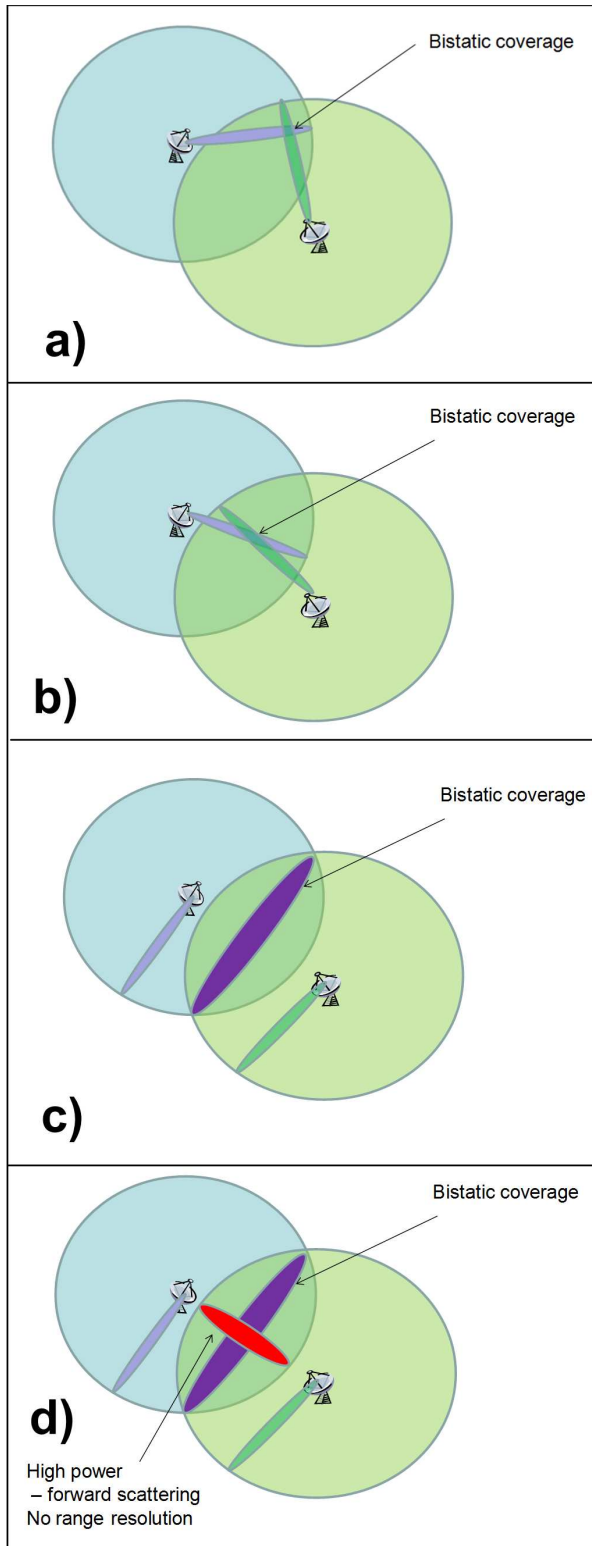 Bistatic coverage
a)
Bistatic coverage
b)
Bistatic coverage
c)
Bistatic coverage
d)
High power
– forward scattering
No range resolution